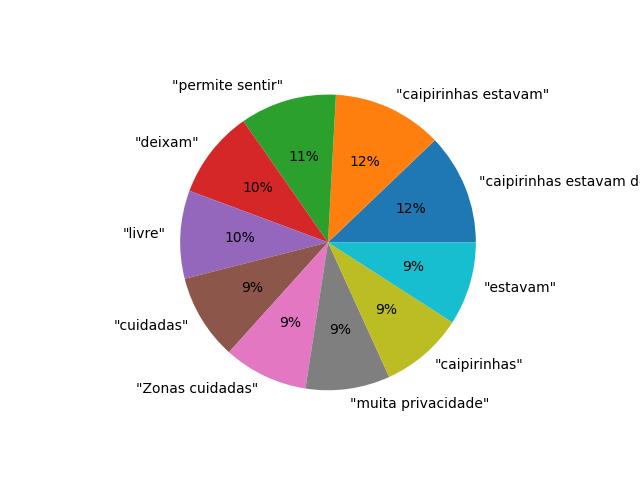 "permite sentir"
"caipirinhas estavam"
"deixam"
11%
12%
10%
"caipirinhas estavam d
12%
"livre"
10%
9%
9%
"estavam"
"cuidadas"
9%
9%
9%
"caipirinhas"
"Zonas cuidadas"
"muita privacidade"